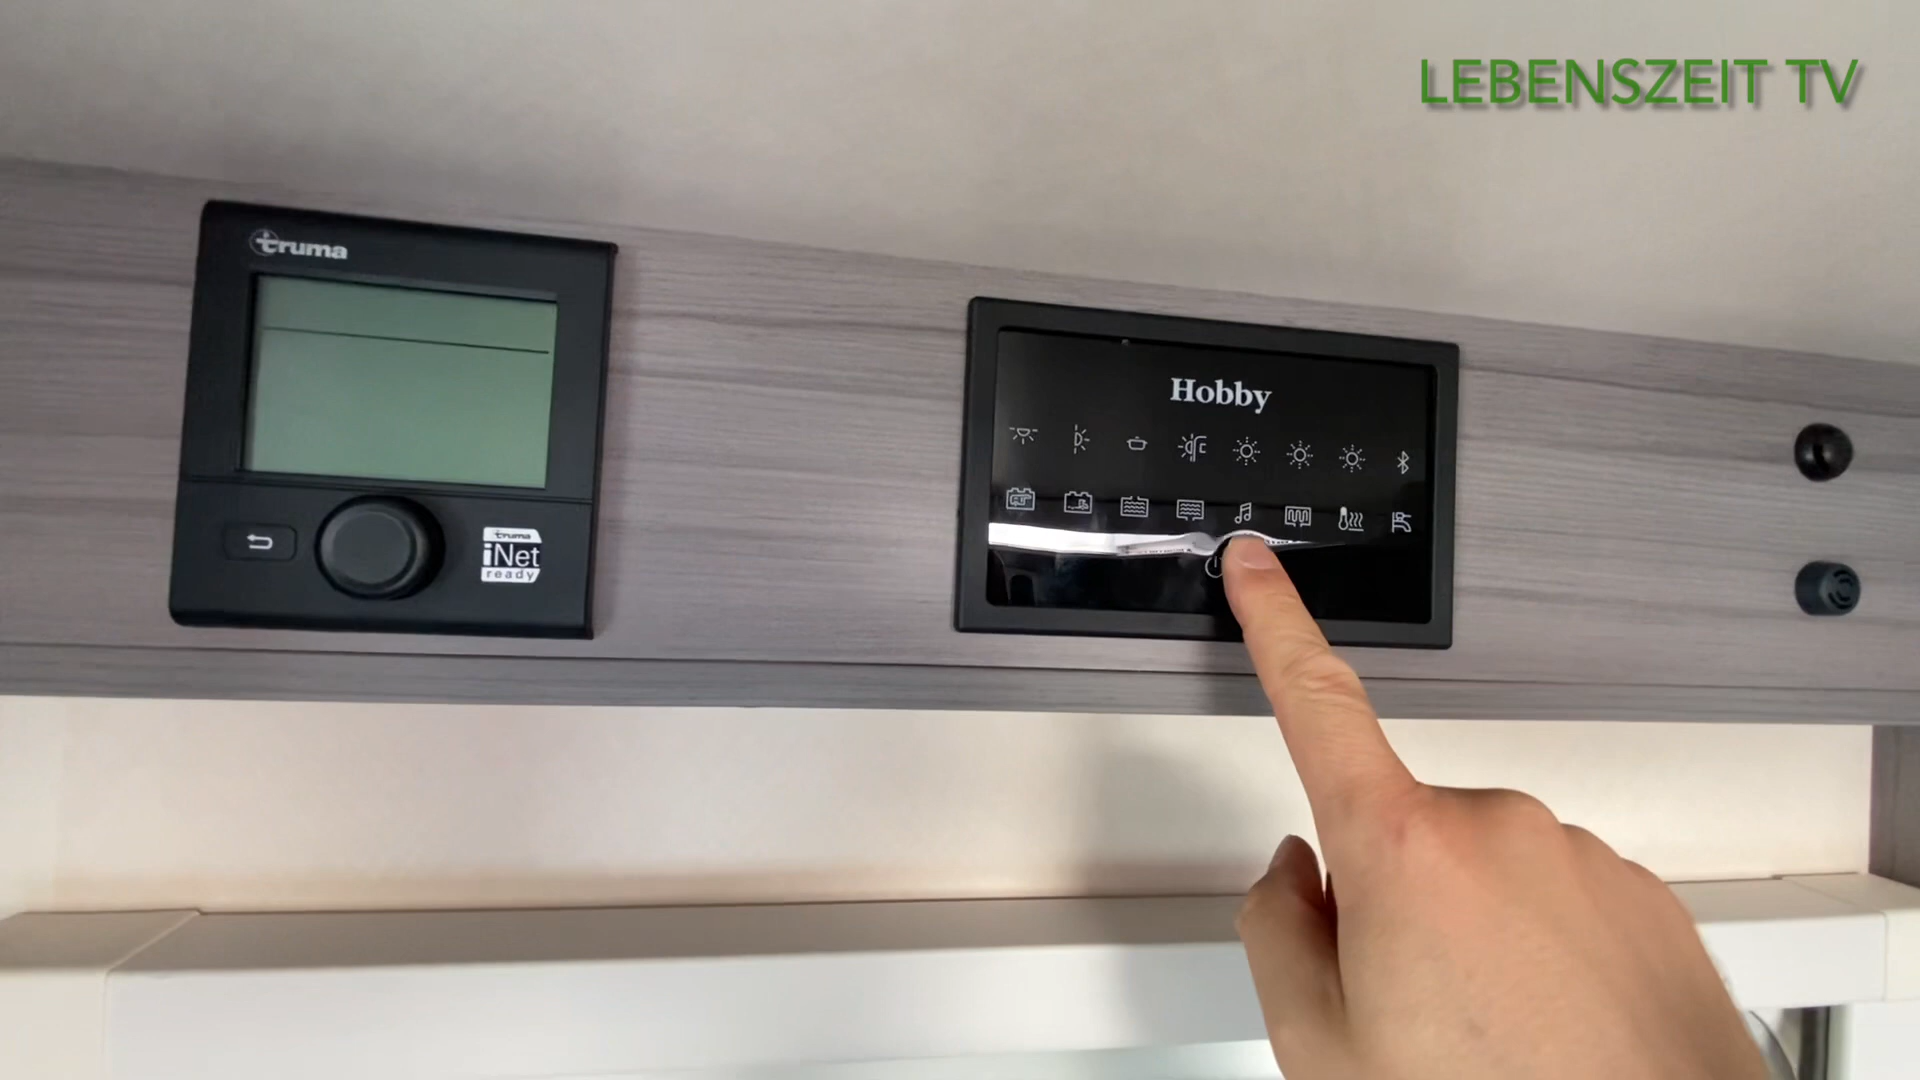 LEBENSZEIT TV
truma
Hobby
truma
iNet
ready